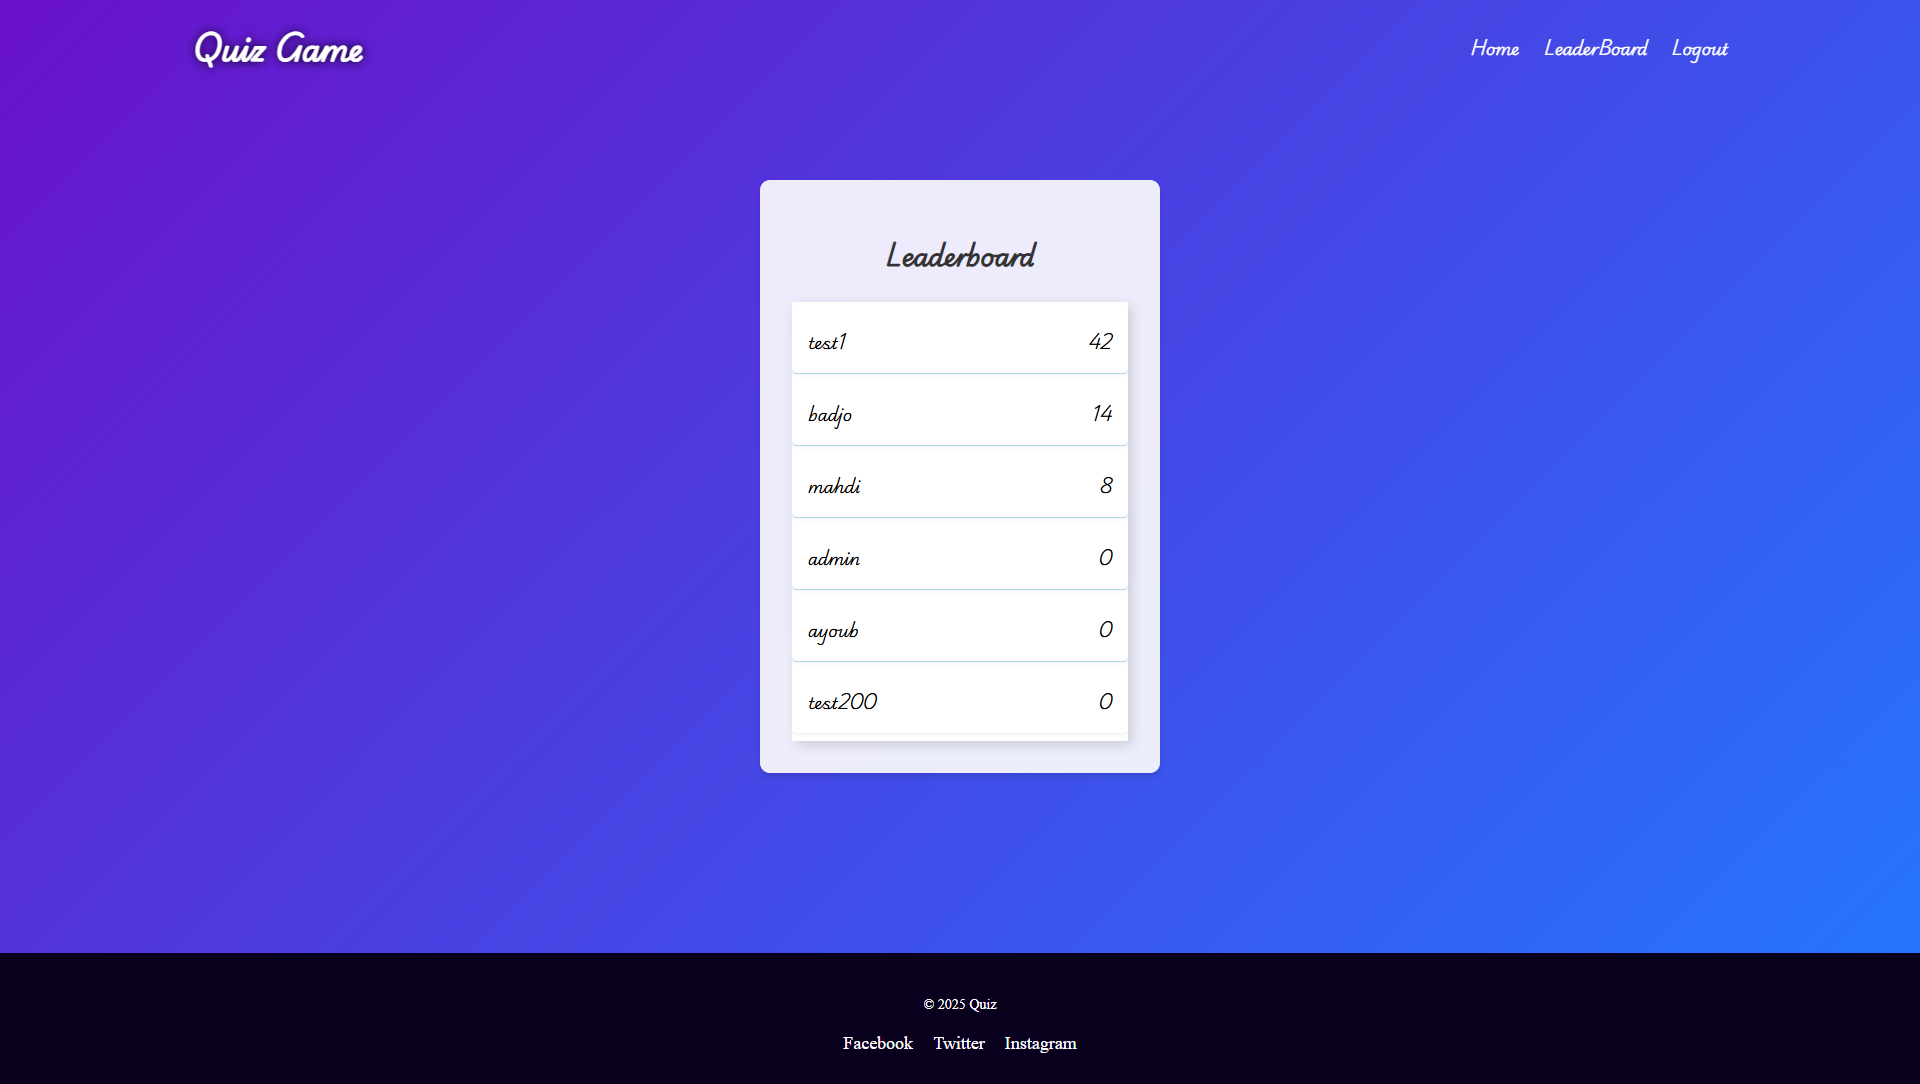 Quiz Game
Home LeaderBoard Logout
Leaderboard
test1 42
badjo 14
mahdi 8
admin 0
ayoub 0
test200 0
© 2025 Quiz
Facebook Twitter Instagram